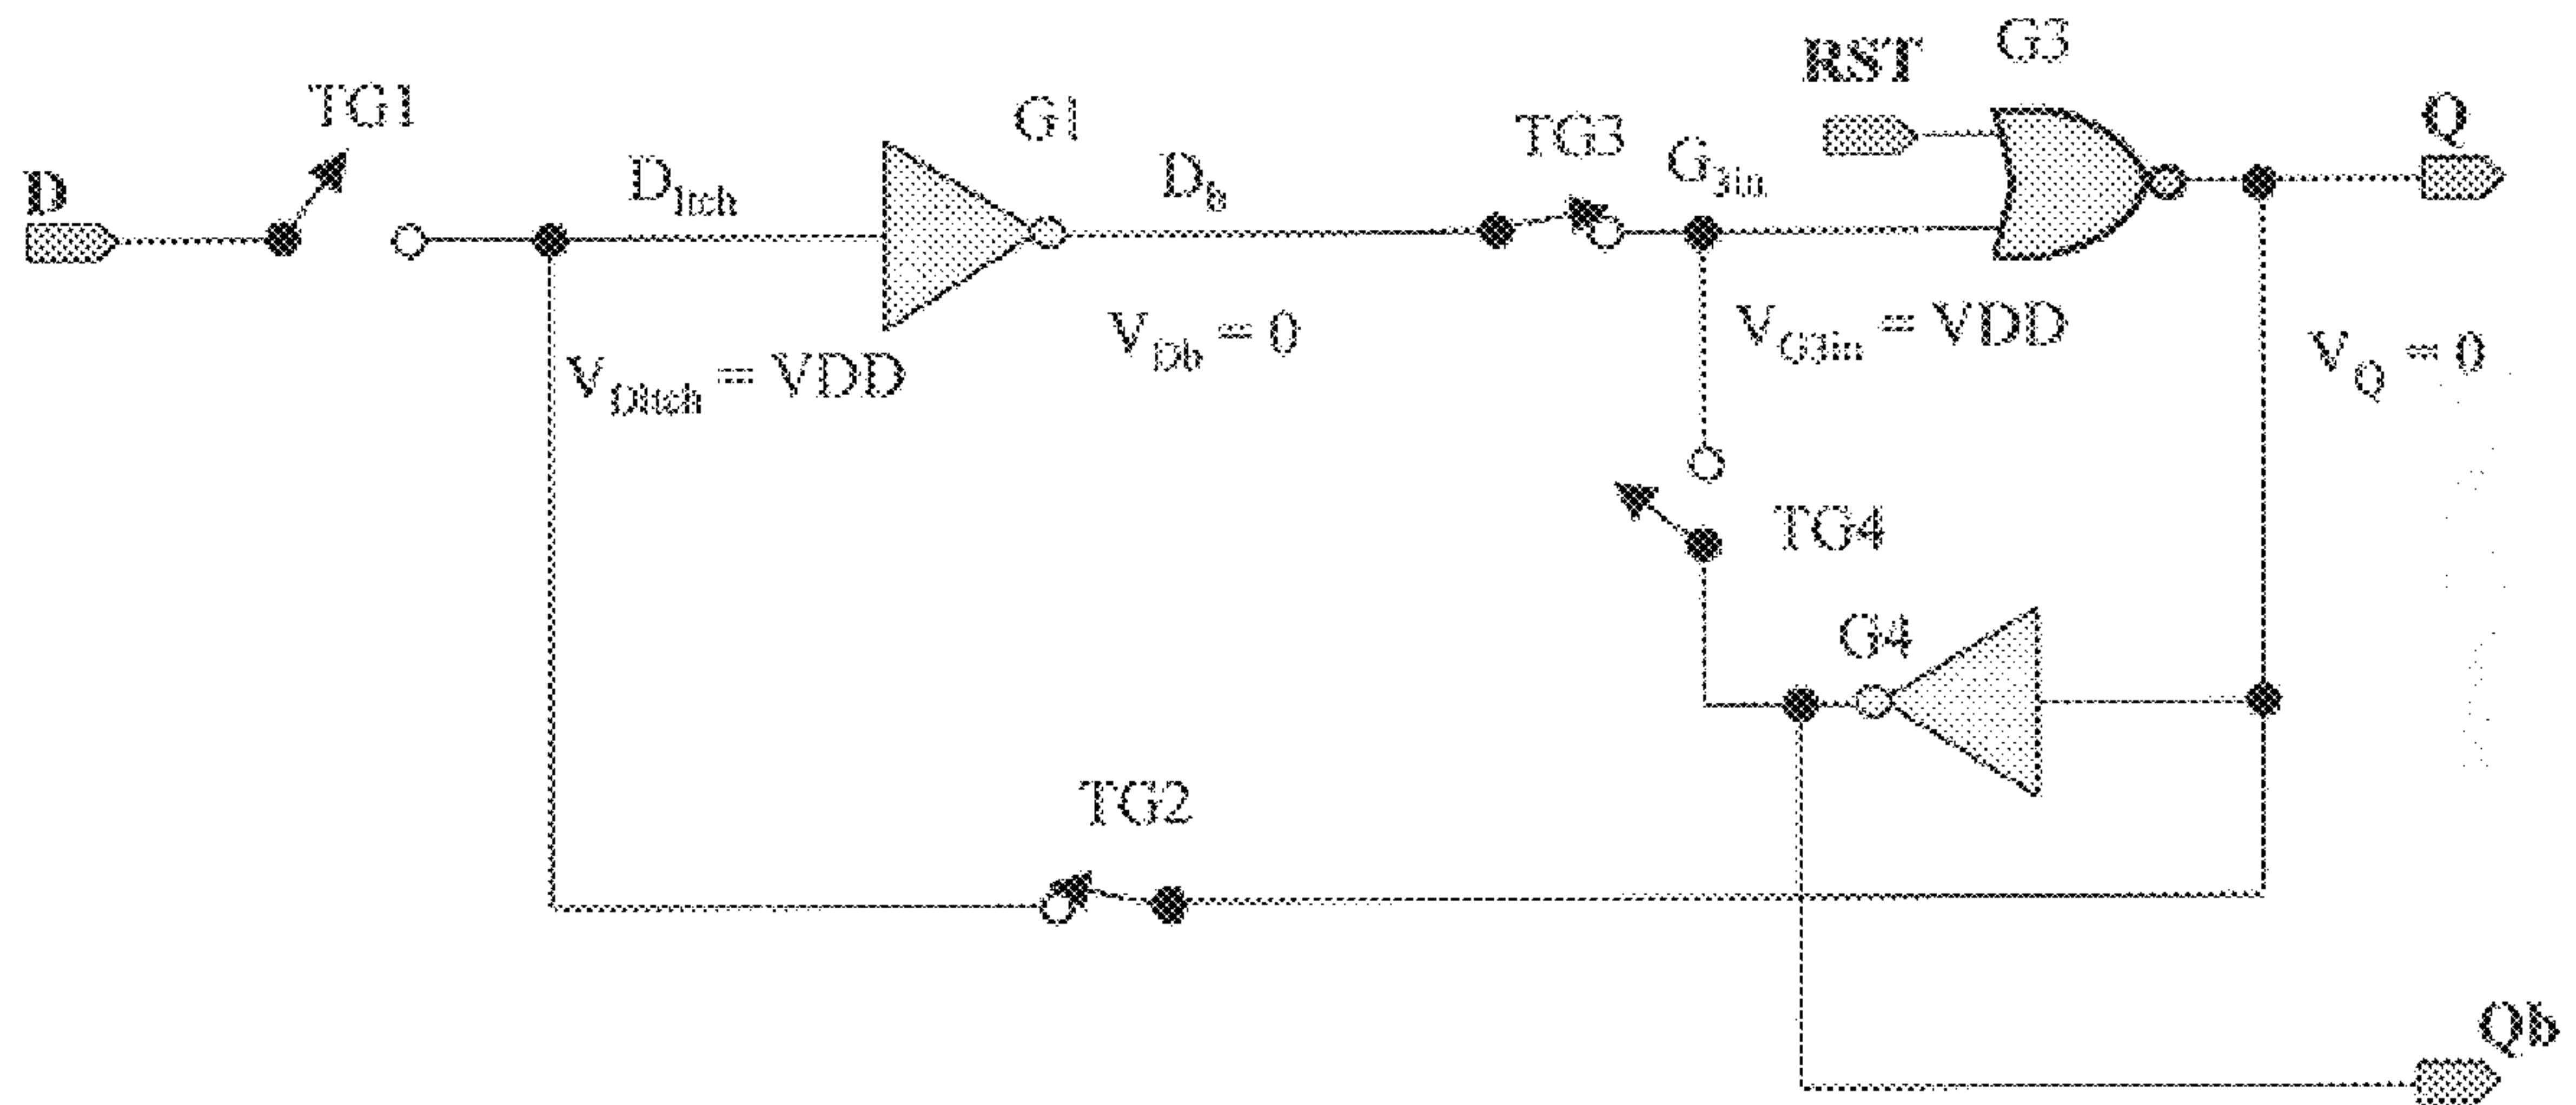 D
TG1
D_ltch
G1
D_b
TG3
G_3in
RST
G3
Q
V_Dltch = VDD
V_Db = 0
V_G3in = VDD
V_Q = 0
TG4
G4
TG2
Qb